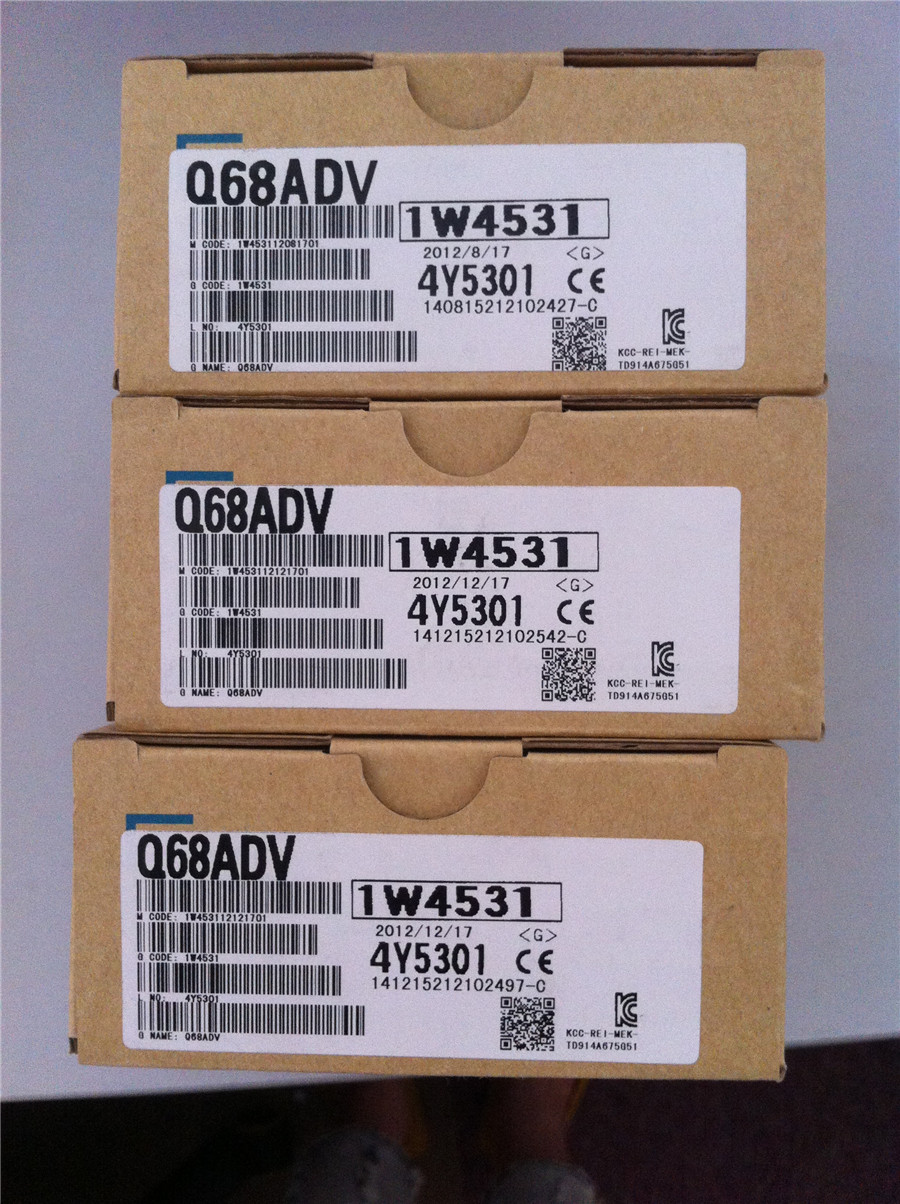 Q68ADV
1W4531
M CODE: 1W453112081701
2012/8/17 <G>
4Y5301 CE
G CODE: 1W4531
140815212102427-C
L NO: 4Y5301
KCC-REI-MEK-
TD914A675G51
G NAME: Q68ADV
Q68ADV
1W4531
M CODE: 1W453112121701
2012/12/17 <G>
4Y5301 CE
G CODE: 1W4531
141215212102542-C
L NO: 4Y5301
KCC-REI-MEK-
TD914A675G51
G NAME: Q68ADV
Q68ADV
1W4531
M CODE: 1W453112121701
2012/12/17 <G>
4Y5301 CE
G CODE: 1W4531
141215212102497-C
L NO: 4Y5301
KCC-REI-MEK-
TD914A675G51
G NAME: Q68ADV